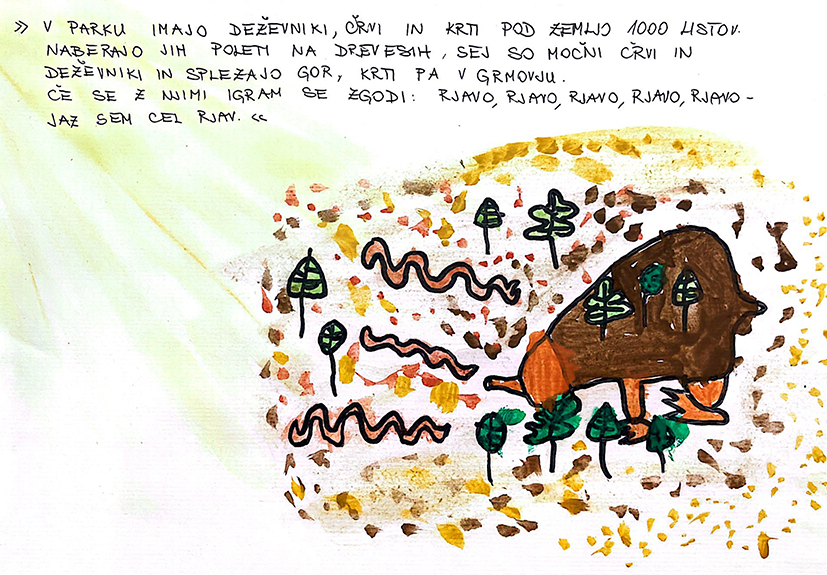 » V PARKU IMAJO DEŽEVNIKI, ČRVI IN KRTI POD ZEMLJO 1000 LISTOV.
NABERAJO JIH POLETI NA DREVESIH, SEJ SO MOČNI ČRVI IN
DEŽEVNIKI IN SPLEZAJO GOR, KRTI PA V GRMOVJU.
ČE SE Z NJIMI IGRAM SE ZGODI: RJAVO, RJAVO, RJAVO, RJAVO, RJAVO -
JAZ SEM CEL RJAV. «